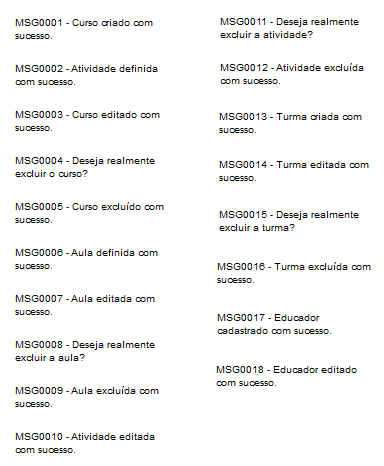 MSG0001 - Curso criado com
sucesso.
MSG0002 - Atividade definida
com sucesso.
MSG0003 - Curso editado com
sucesso.
MSG0004 - Deseja realmente
excluir o curso?
MSG0005 - Curso excluído com
sucesso.
MSG0006 - Aula definida com
sucesso.
MSG0007 - Aula editada com
sucesso.
MSG0008 - Deseja realmente
excluir a aula?
MSG0009 - Aula excluída com
sucesso.
MSG0010 - Atividade editada
com sucesso.
MSG0011 - Deseja realmente
excluir a atividade?
MSG0012 - Atividade excluída
com sucesso.
MSG0013 - Turma criada com
sucesso.
MSG0014 - Turma editada com
sucesso.
MSG0015 - Deseja realmente
excluir a turma?
MSG0016 - Turma excluída com
sucesso.
MSG0017 - Educador
cadastrado com sucesso.
MSG0018 - Educador editado
com sucesso.